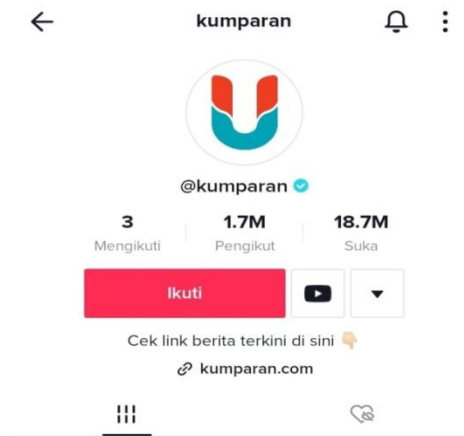 kumparan
@kumparan
3 1.7M 18.7M
Mengikuti Pengikut Suka
Ikuti
Cek link berita terkini di sini 👇🏻
kumparan.com